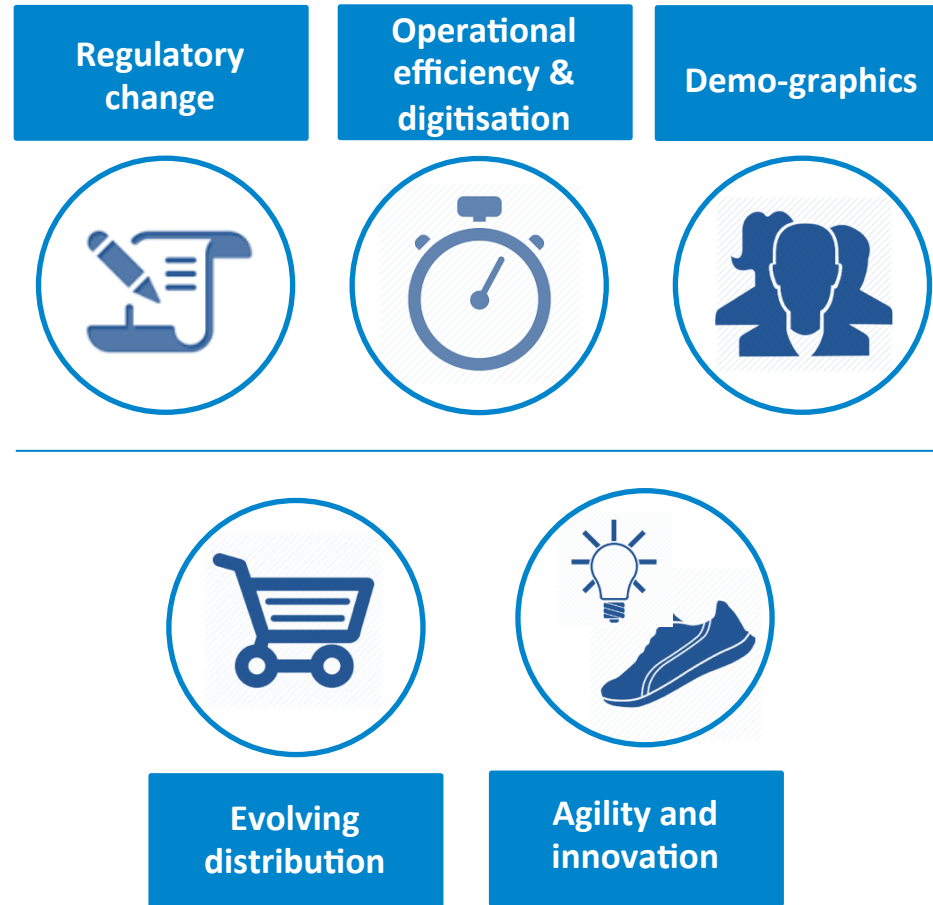 Regulatory
change
Operational
efficiency &
digitisation
Demo-graphics
Evolving
distribution
Agility and
innovation